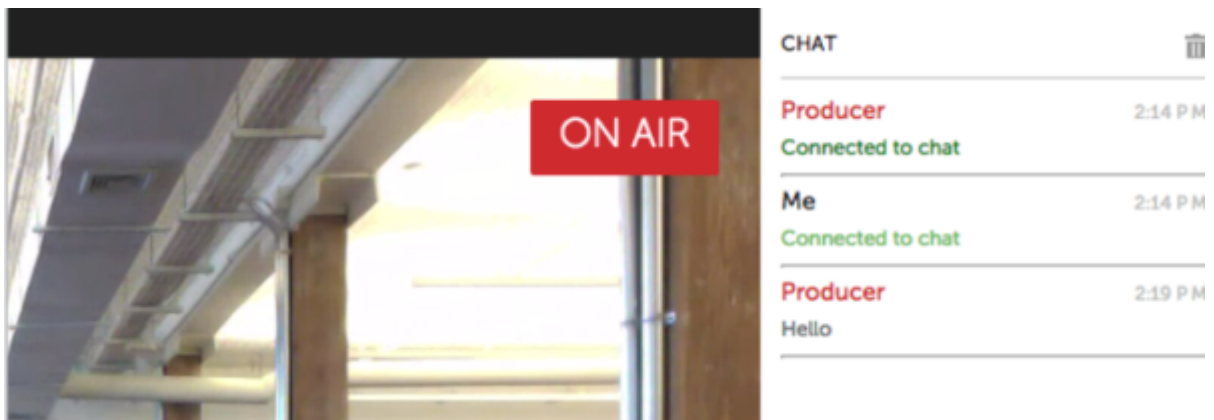 ON AIR
CHAT
Producer 2:14 PM
Connected to chat
Me 2:14 PM
Connected to chat
Producer 2:19 PM
Hello